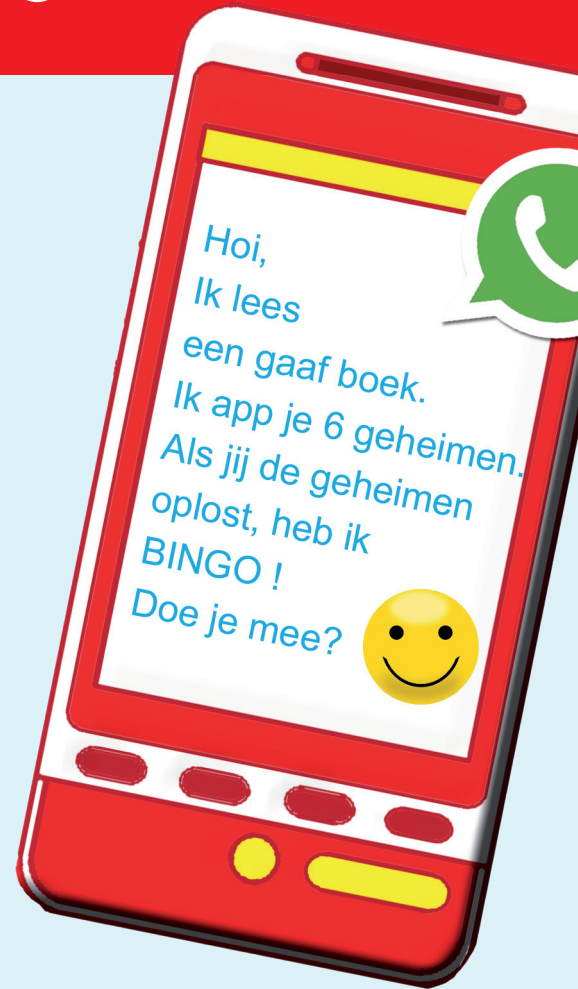 Hoi,
Ik lees
een gaaf boek.
Ik app je 6 geheimen.
Als jij de geheimen
oplost, heb ik
BINGO !
Doe je mee?